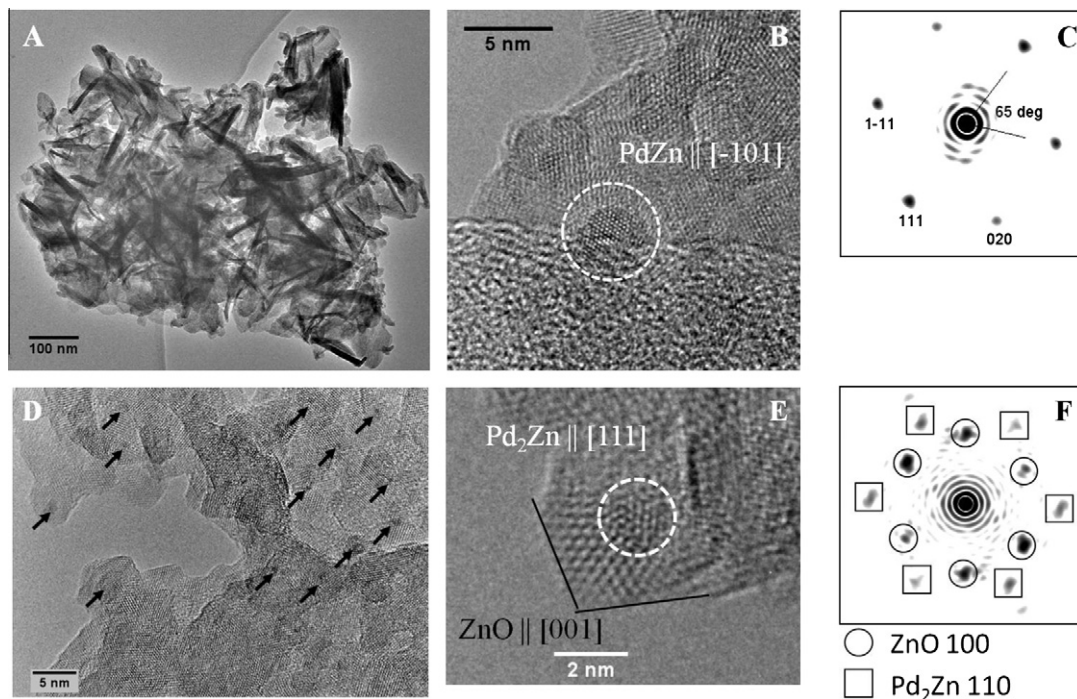 A
100 nm
5 nm
B
PdZn || [-101]
C
65 deg
1-11
111
020
D
5 nm
E
Pd₂Zn || [111]
ZnO || [001]
2 nm
F
ZnO 100
Pd₂Zn 110